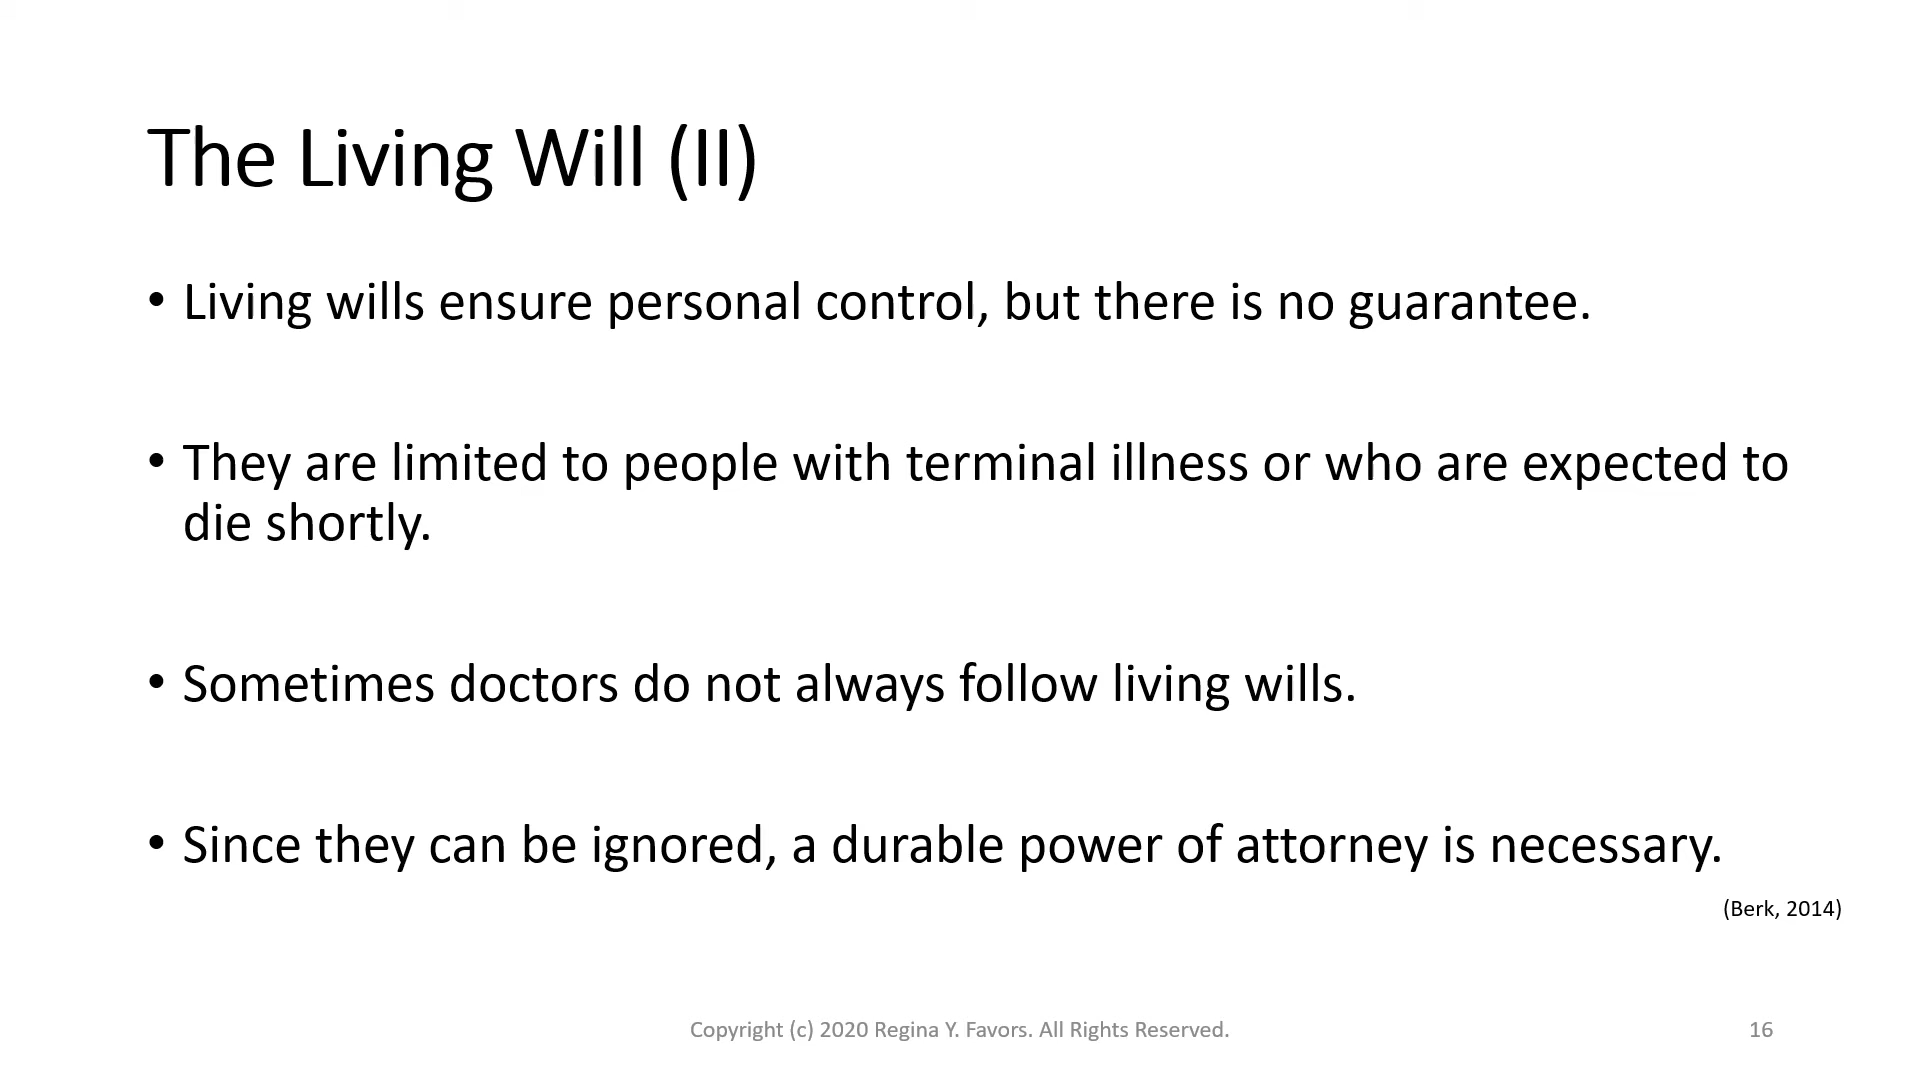 The Living Will (II)
• Living wills ensure personal control, but there is no guarantee.
• They are limited to people with terminal illness or who are expected to
die shortly.
• Sometimes doctors do not always follow living wills.
• Since they can be ignored, a durable power of attorney is necessary.
(Berk, 2014)
Copyright (c) 2020 Regina Y. Favors. All Rights Reserved.
16